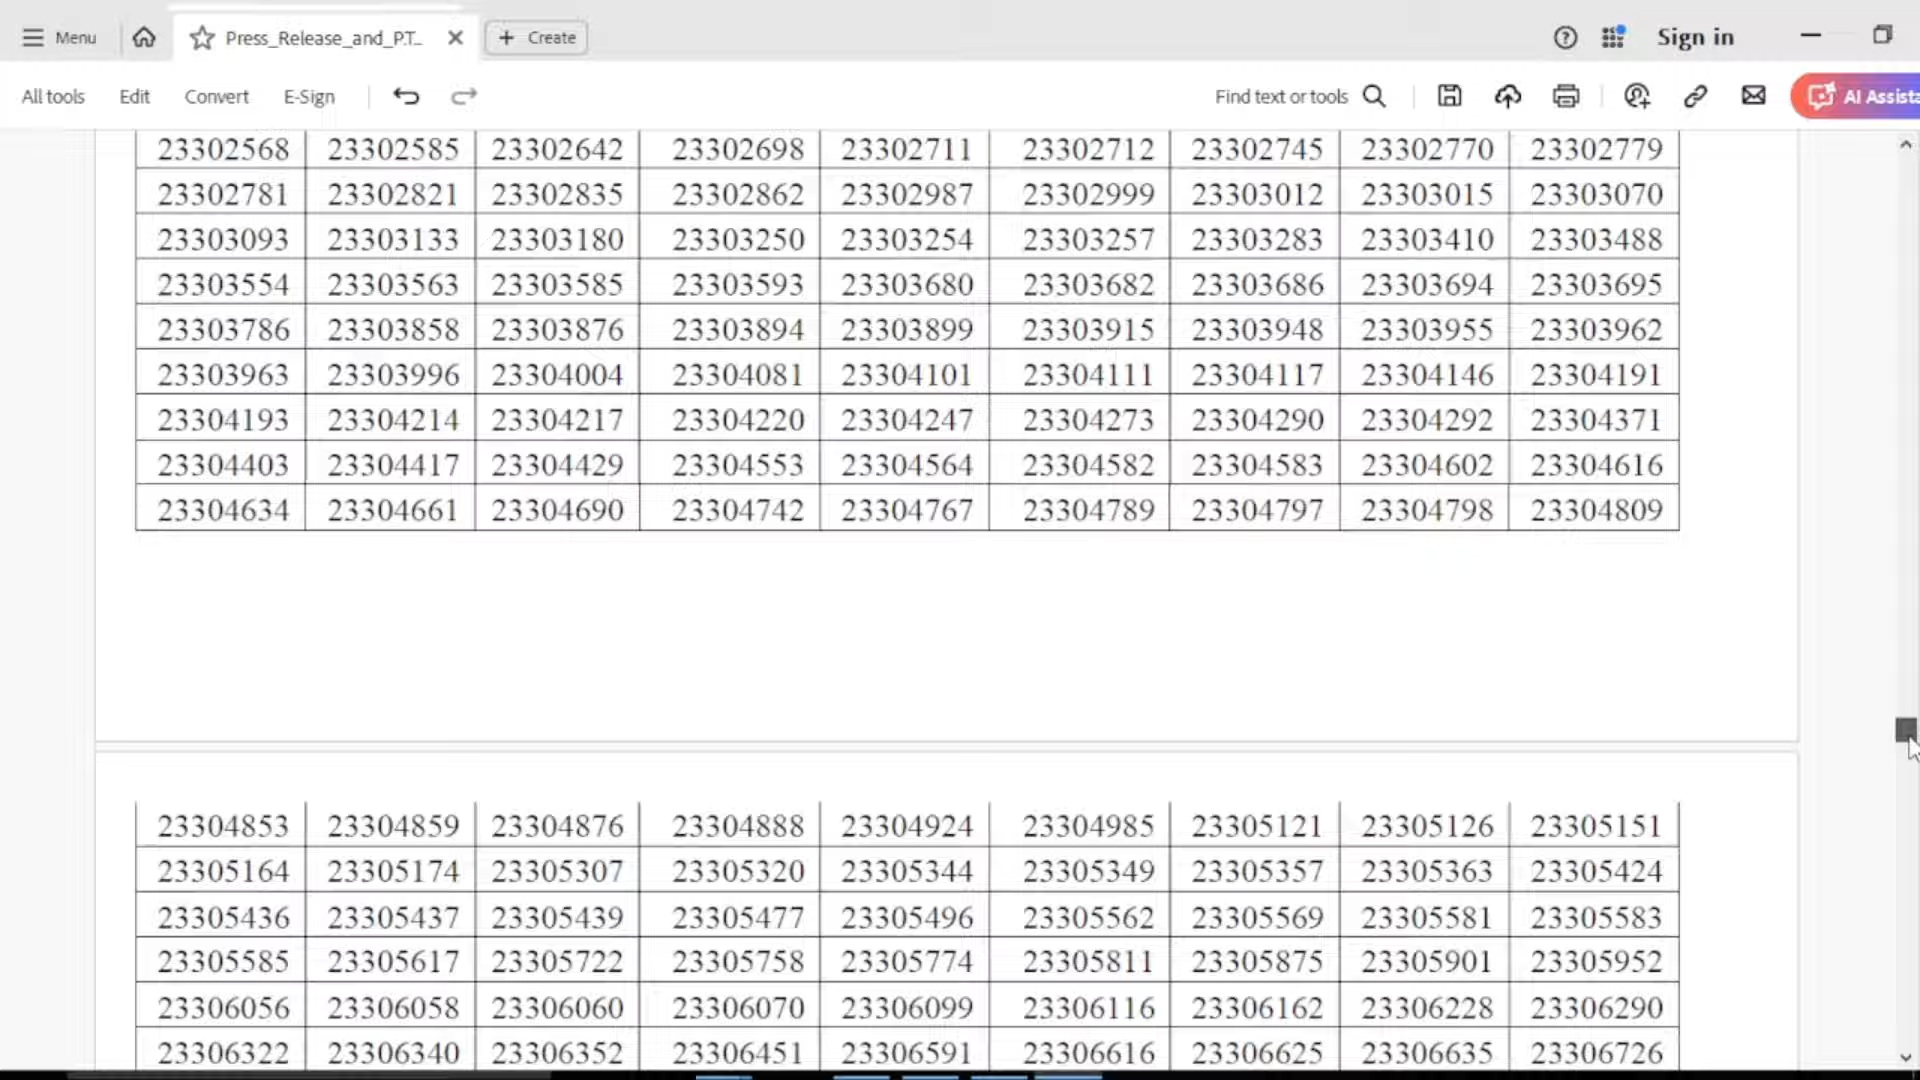 Menu Press_Release_and_P.T... Create Sign in
All tools Edit Convert E-Sign Find text or tools AI Assista
23302568 23302585 23302642 23302698 23302711 23302712 23302745 23302770 23302779
23302781 23302821 23302835 23302862 23302987 23302999 23303012 23303015 23303070
23303093 23303133 23303180 23303250 23303254 23303257 23303283 23303410 23303488
23303554 23303563 23303585 23303593 23303680 23303682 23303686 23303694 23303695
23303786 23303858 23303876 23303894 23303899 23303915 23303948 23303955 23303962
23303963 23303996 23304004 23304081 23304101 23304111 23304117 23304146 23304191
23304193 23304214 23304217 23304220 23304247 23304273 23304290 23304292 23304371
23304403 23304417 23304429 23304553 23304564 23304582 23304583 23304602 23304616
23304634 23304661 23304690 23304742 23304767 23304789 23304797 23304798 23304809
23304853 23304859 23304876 23304888 23304924 23304985 23305121 23305126 23305151
23305164 23305174 23305307 23305320 23305344 23305349 23305357 23305363 23305424
23305436 23305437 23305439 23305477 23305496 23305562 23305569 23305581 23305583
23305585 23305617 23305722 23305758 23305774 23305811 23305875 23305901 23305952
23306056 23306058 23306060 23306070 23306099 23306116 23306162 23306228 23306290
23306322 23306340 23306352 23306451 23306591 23306616 23306625 23306635 23306726